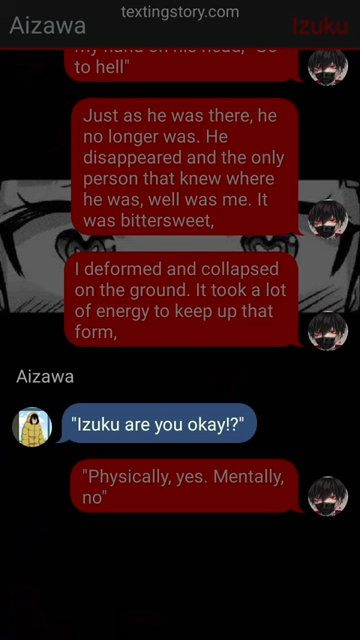 textingstory.com
Aizawa
Izuku
my hand on his head, "Go
to hell"
Just as he was there, he
no longer was. He
disappeared and the only
person that knew where
he was, well was me. It
was bittersweet,
I deformed and collapsed
on the ground. It took a lot
of energy to keep up that
form,
Aizawa
"Izuku are you okay!?"
"Physically, yes. Mentally,
no"